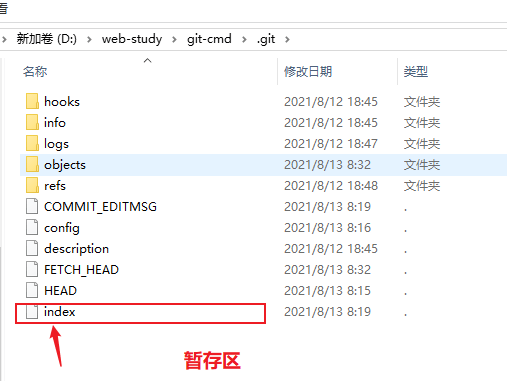 看
新加卷 (D:) › web-study › git-cmd › .git ›
名称 修改日期 类型
hooks 2021/8/12 18:45 文件夹
info 2021/8/12 18:45 文件夹
logs 2021/8/12 18:47 文件夹
objects 2021/8/13 8:32 文件夹
refs 2021/8/12 18:48 文件夹
COMMIT_EDITMSG 2021/8/13 8:19 .
config 2021/8/13 8:16 .
description 2021/8/12 18:45 .
FETCH_HEAD 2021/8/13 8:32 .
HEAD 2021/8/13 8:15 .
index 2021/8/13 8:19 .
暂存区